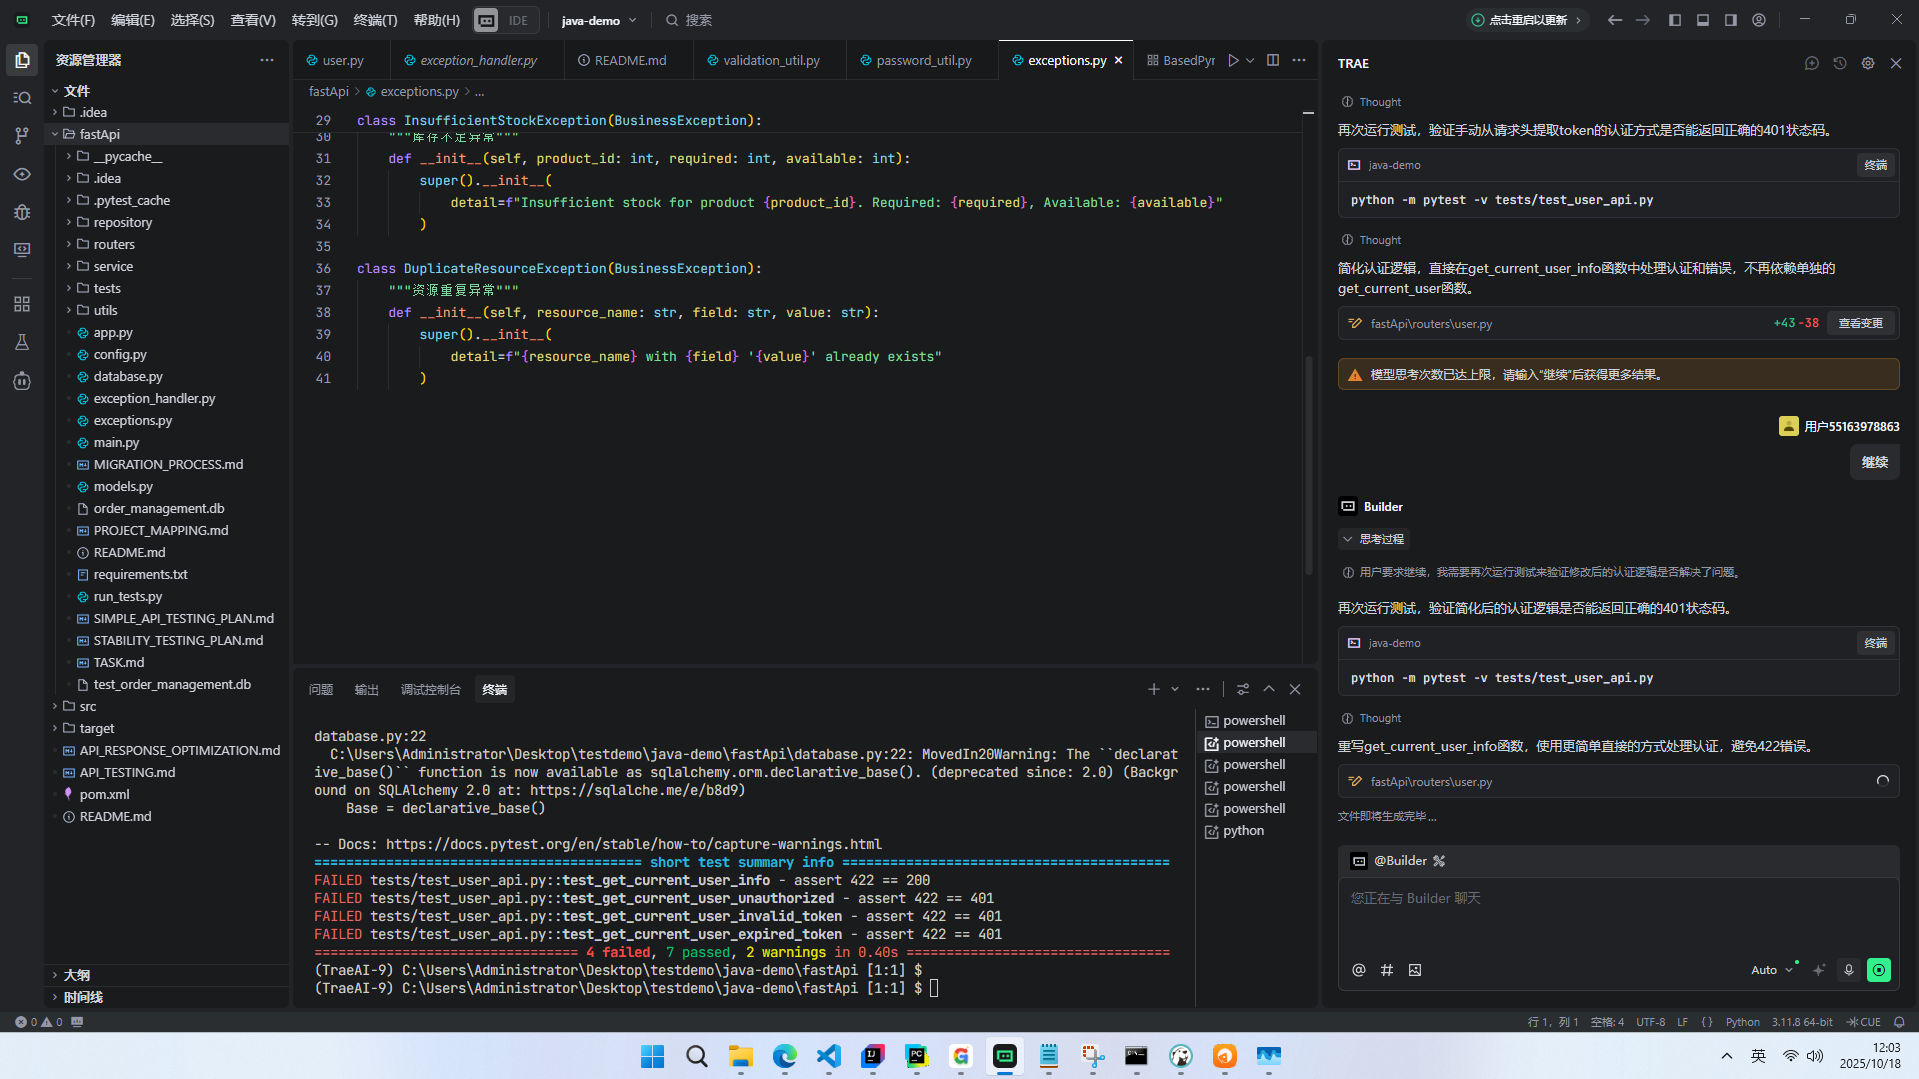 文件(F) 编辑(E) 选择(S) 查看(V) 转到(G) 终端(T) 帮助(H) IDE java-demo 搜索 点击重启以更新
资源管理器
文件
.idea
fastApi
__pycache__
.idea
.pytest_cache
repository
routers
service
tests
utils
app.py
config.py
database.py
exception_handler.py
exceptions.py
main.py
MIGRATION_PROCESS.md
models.py
order_management.db
PROJECT_MAPPING.md
README.md
requirements.txt
run_tests.py
SIMPLE_API_TESTING_PLAN.md
STABILITY_TESTING_PLAN.md
TASK.md
test_order_management.db
src
target
API_RESPONSE_OPTIMIZATION.md
API_TESTING.md
pom.xml
README.md
大纲
时间线
user.py exception_handler.py README.md validation_util.py password_util.py exceptions.py BasedPyr
fastApi > exceptions.py > ...
29 class InsufficientStockException(BusinessException):
30 """库存不足异常"""
31 def __init__(self, product_id: int, required: int, available: int):
32 super().__init__(
33 detail=f"Insufficient stock for product {product_id}. Required: {required}, Available: {available}"
34 )
35
36 class DuplicateResourceException(BusinessException):
37 """资源重复异常"""
38 def __init__(self, resource_name: str, field: str, value: str):
39 super().__init__(
40 detail=f"{resource_name} with {field} '{value}' already exists"
41 )
问题 输出 调试控制台 终端
database.py:22
C:\Users\Administrator\Desktop\testdemo\java-demo\fastApi\database.py:22: MovedIn20Warning: The ``declarat
ive_base()`` function is now available as sqlalchemy.orm.declarative_base(). (deprecated since: 2.0) (Backgr
ound on SQLAlchemy 2.0 at: https://sqlalche.me/e/b8d9)
Base = declarative_base()
-- Docs: https://docs.pytest.org/en/stable/how-to/capture-warnings.html
========================================= short test summary info =========================================
FAILED tests/test_user_api.py::test_get_current_user_info - assert 422 == 200
FAILED tests/test_user_api.py::test_get_current_user_unauthorized - assert 422 == 401
FAILED tests/test_user_api.py::test_get_current_user_invalid_token - assert 422 == 401
FAILED tests/test_user_api.py::test_get_current_user_expired_token - assert 422 == 401
================================= 4 failed, 7 passed, 2 warnings in 0.40s =================================
(TraeAI-9) C:\Users\Administrator\Desktop\testdemo\java-demo\fastApi [1:1] $
(TraeAI-9) C:\Users\Administrator\Desktop\testdemo\java-demo\fastApi [1:1] $
powershell
powershell
powershell
powershell
powershell
python
TRAE
Thought
再次运行测试，验证手动从请求头提取token的认证方式是否能返回正确的401状态码。
java-demo 终端
python -m pytest -v tests/test_user_api.py
Thought
简化认证逻辑，直接在get_current_user_info函数中处理认证和错误，不再依赖单独的
get_current_user函数。
fastApi\routers\user.py +43 -38 查看变更
模型思考次数已达上限，请输入“继续”后获得更多结果。
用户55163978863
继续
Builder
思考过程
用户要求继续，我需要再次运行测试来验证修改后的认证逻辑是否解决了问题。
再次运行测试，验证简化后的认证逻辑是否能返回正确的401状态码。
java-demo 终端
python -m pytest -v tests/test_user_api.py
Thought
重写get_current_user_info函数，使用更简单直接的方式处理认证，避免422错误。
fastApi\routers\user.py
文件即将生成完毕...
@Builder
您正在与 Builder 聊天
Auto
0 0 行 1，列 1 空格: 4 UTF-8 LF { } Python 3.11.8 64-bit CUE
英 12:03
2025/10/18